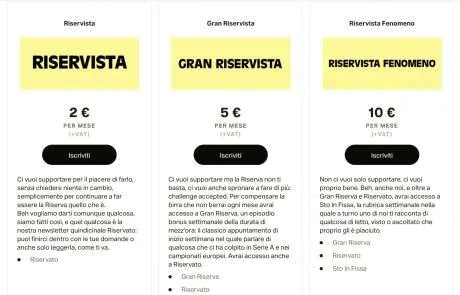 Riservista
RISERVISTA
2 €
PER MESE
(+VAT)
Iscriviti
Ci vuoi supportare per il piacere di farlo,
senza chiedere niente in cambio,
semplicemente per continuare a far
essere la Riserva quello che è.
Beh vogliamo darti comunque qualcosa,
siamo fatti così, e quel qualcosa è la
nostra newsletter quindicinale Riservato:
puoi finirci dentro con le tue domande o
anche solo leggerla, come ti va.
Riservato
Gran Riservista
GRAN RISERVISTA
5 €
PER MESE
(+VAT)
Iscriviti
Ci vuoi supportare ma la Riserva non ti
basta, ci vuoi anche spronare a fare di più:
challenge accepted. Per compensare la
birra che non berrai ogni mese avrai
accesso a Gran Riserva, un episodio
bonus settimanale della durata di
mezz'ora: il classico appuntamento di
inizio settimana nel quale parlare di
qualcosa che ci ha colpito in Serie A e nei
campionati europei. Avrai accesso anche
a Riservato.
Gran Riserva
Riservato
Riservista Fenomeno
RISERVISTA FENOMENO
10 €
PER MESE
(+VAT)
Iscriviti
Non ci vuoi solo supportare, ci vuoi
proprio bene. Beh, anche noi, e oltre a
Gran Riserva e Riservato, avrai accesso a
Sto In Fissa, la rubrica settimanale nella
quale a turno uno di noi ti racconta di
qualcosa di letto, visto o ascoltato che
proprio gli è piaciuto.
Gran Riserva
Riservato
Sto In Fissa